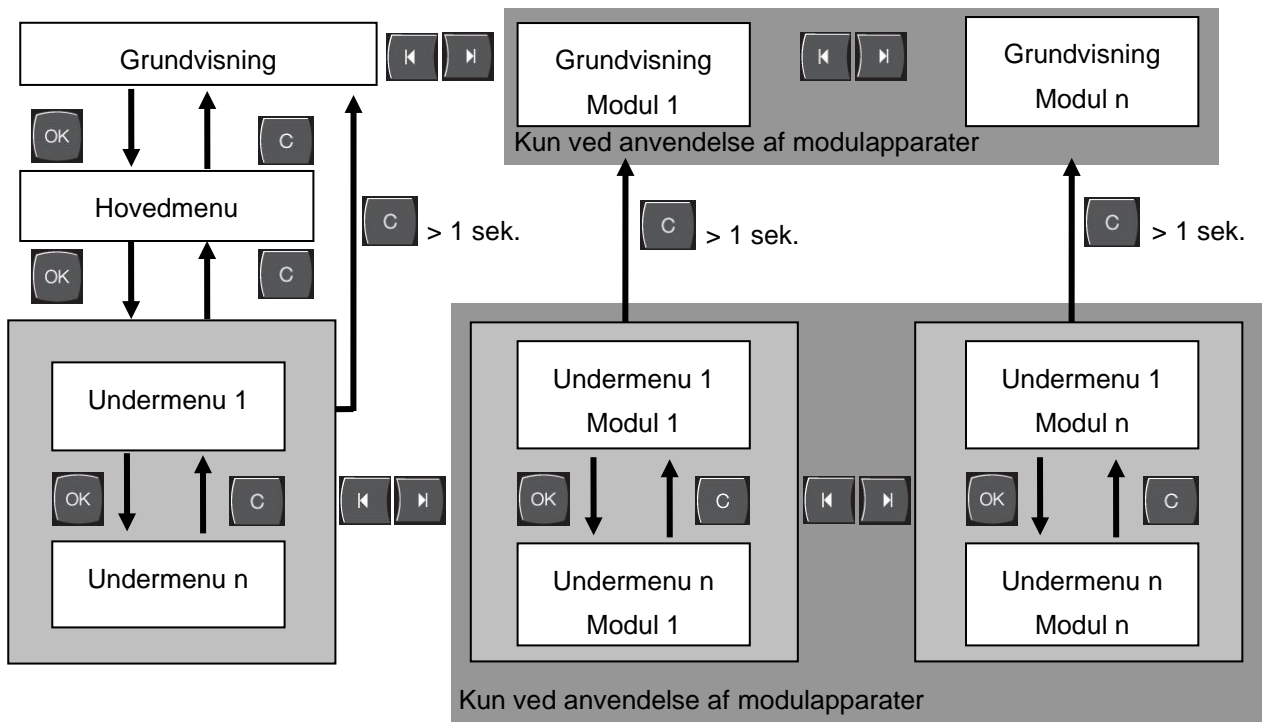 Grundvisning
Grundvisning
Modul 1
Grundvisning
Modul n
Kun ved anvendelse af modulapparater
OK
C
Hovedmenu
C
> 1 sek.
C
> 1 sek.
C
> 1 sek.
OK
C
Undermenu 1
Undermenu 1
Modul 1
Undermenu 1
Modul n
OK
C
OK
C
OK
C
Undermenu n
Undermenu n
Modul 1
Undermenu n
Modul n
Kun ved anvendelse af modulapparater